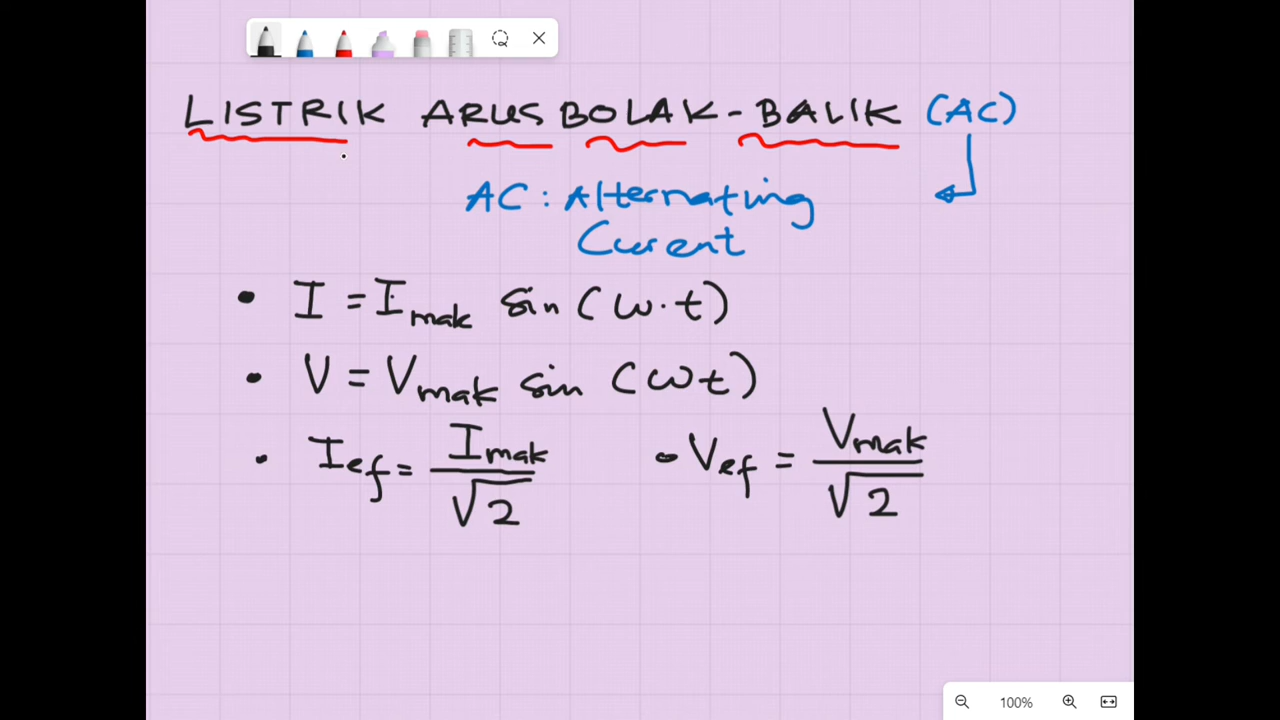 LISTRIK ARUS BOLAK-BALIK (AC)
AC : Alternating
Curent
• I = Imak sin (ω·t)
• V = Vmak sin (ωt)
• Ief = Imak/√2 • Vef = Vmak/√2
100%